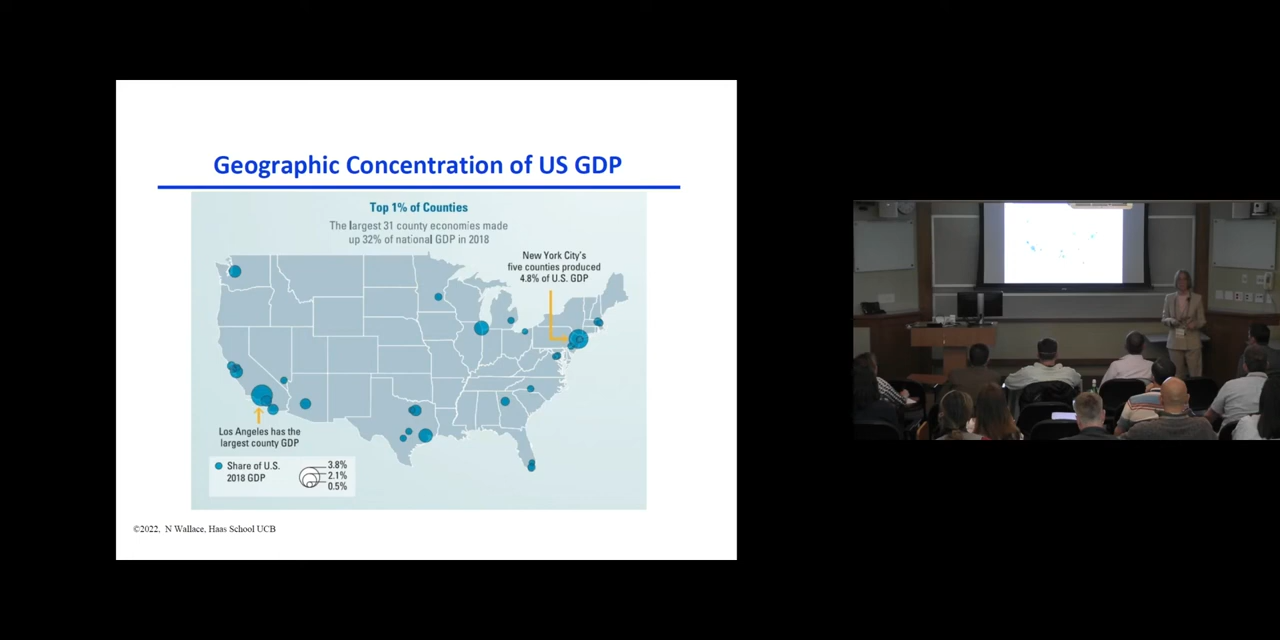 Geographic Concentration of US GDP
Top 1% of Counties
The largest 31 county economies made
up 32% of national GDP in 2018
New York City's
five counties produced
4.8% of U.S. GDP
Los Angeles has the
largest county GDP
Share of U.S.
2018 GDP
3.8%
2.1%
0.5%
©2022, N Wallace, Haas School UCB